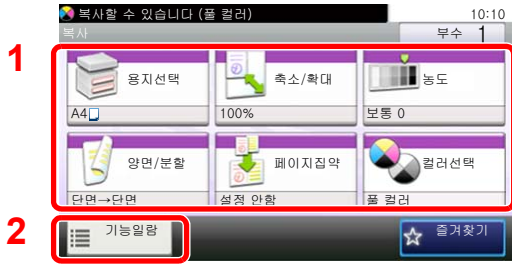 복사할 수 있습니다 (풀 컬러) 10:10
복사 부수 1
1
용지선택 축소/확대 농도
A4 100% 보통 0
양면/분할 페이지집약 컬러선택
단면→단면 설정 안함 풀 컬러
2
기능일람 즐겨찾기